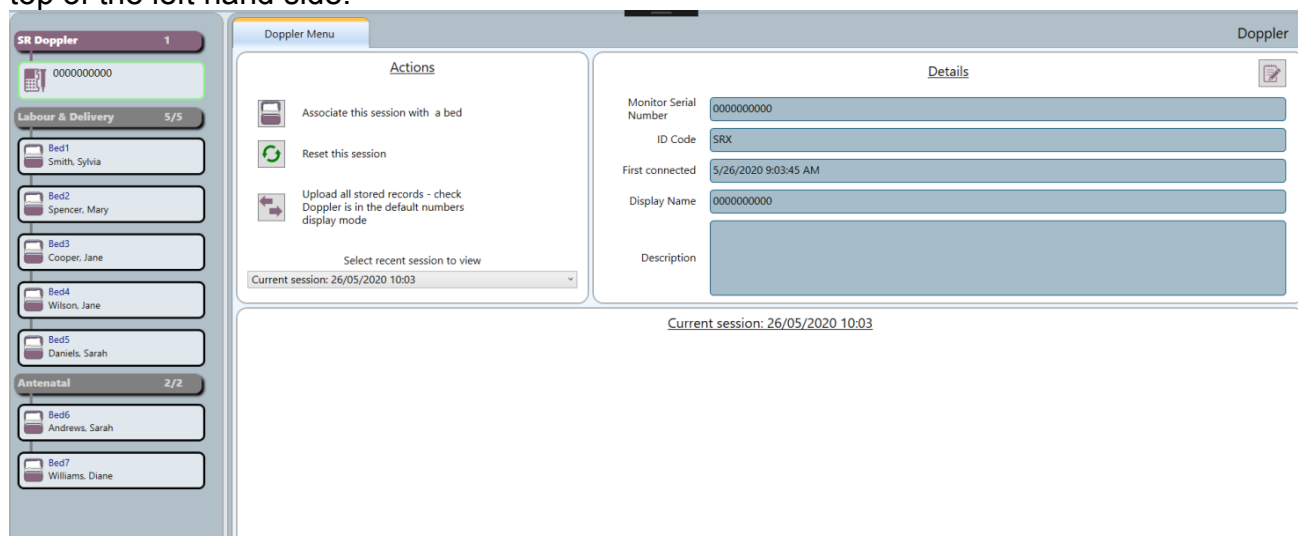 top of the left hand side.
SR Doppler 1
0000000000
Labour & Delivery 5/5
Bed1
Smith, Sylvia
Bed2
Spencer, Mary
Bed3
Cooper, Jane
Bed4
Wilson, Jane
Bed5
Daniels, Sarah
Antenatal 2/2
Bed6
Andrews, Sarah
Bed7
Williams, Diane
Doppler Menu
Doppler
Actions
Associate this session with a bed
Reset this session
Upload all stored records - check
Doppler is in the default numbers
display mode
Select recent session to view
Current session: 26/05/2020 10:03
Details
Monitor Serial
Number
0000000000
ID Code
SRX
First connected
5/26/2020 9:03:45 AM
Display Name
0000000000
Description
Current session: 26/05/2020 10:03